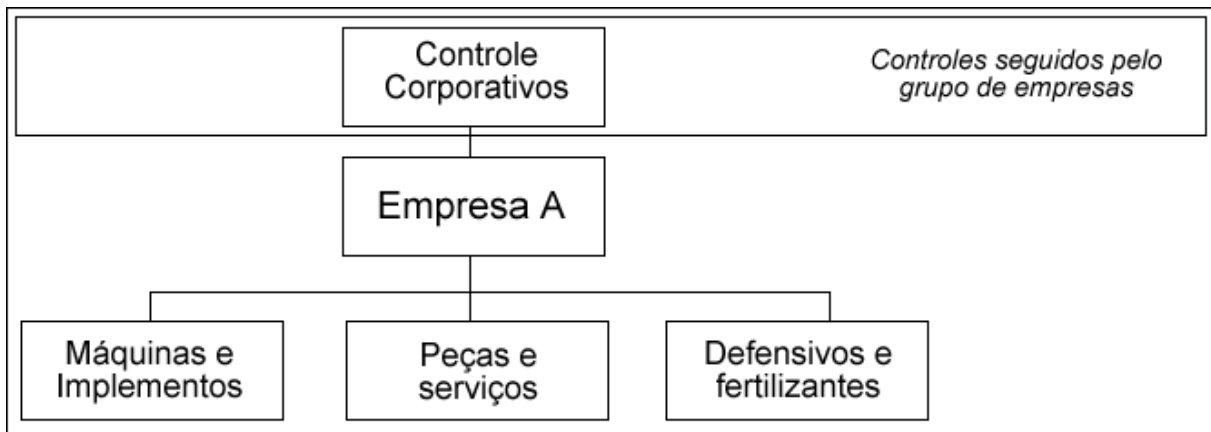 Controle
Corporativos
Controles seguidos pelo
grupo de empresas
Empresa A
Máquinas e
Implementos
Peças e
serviços
Defensivos e
fertilizantes